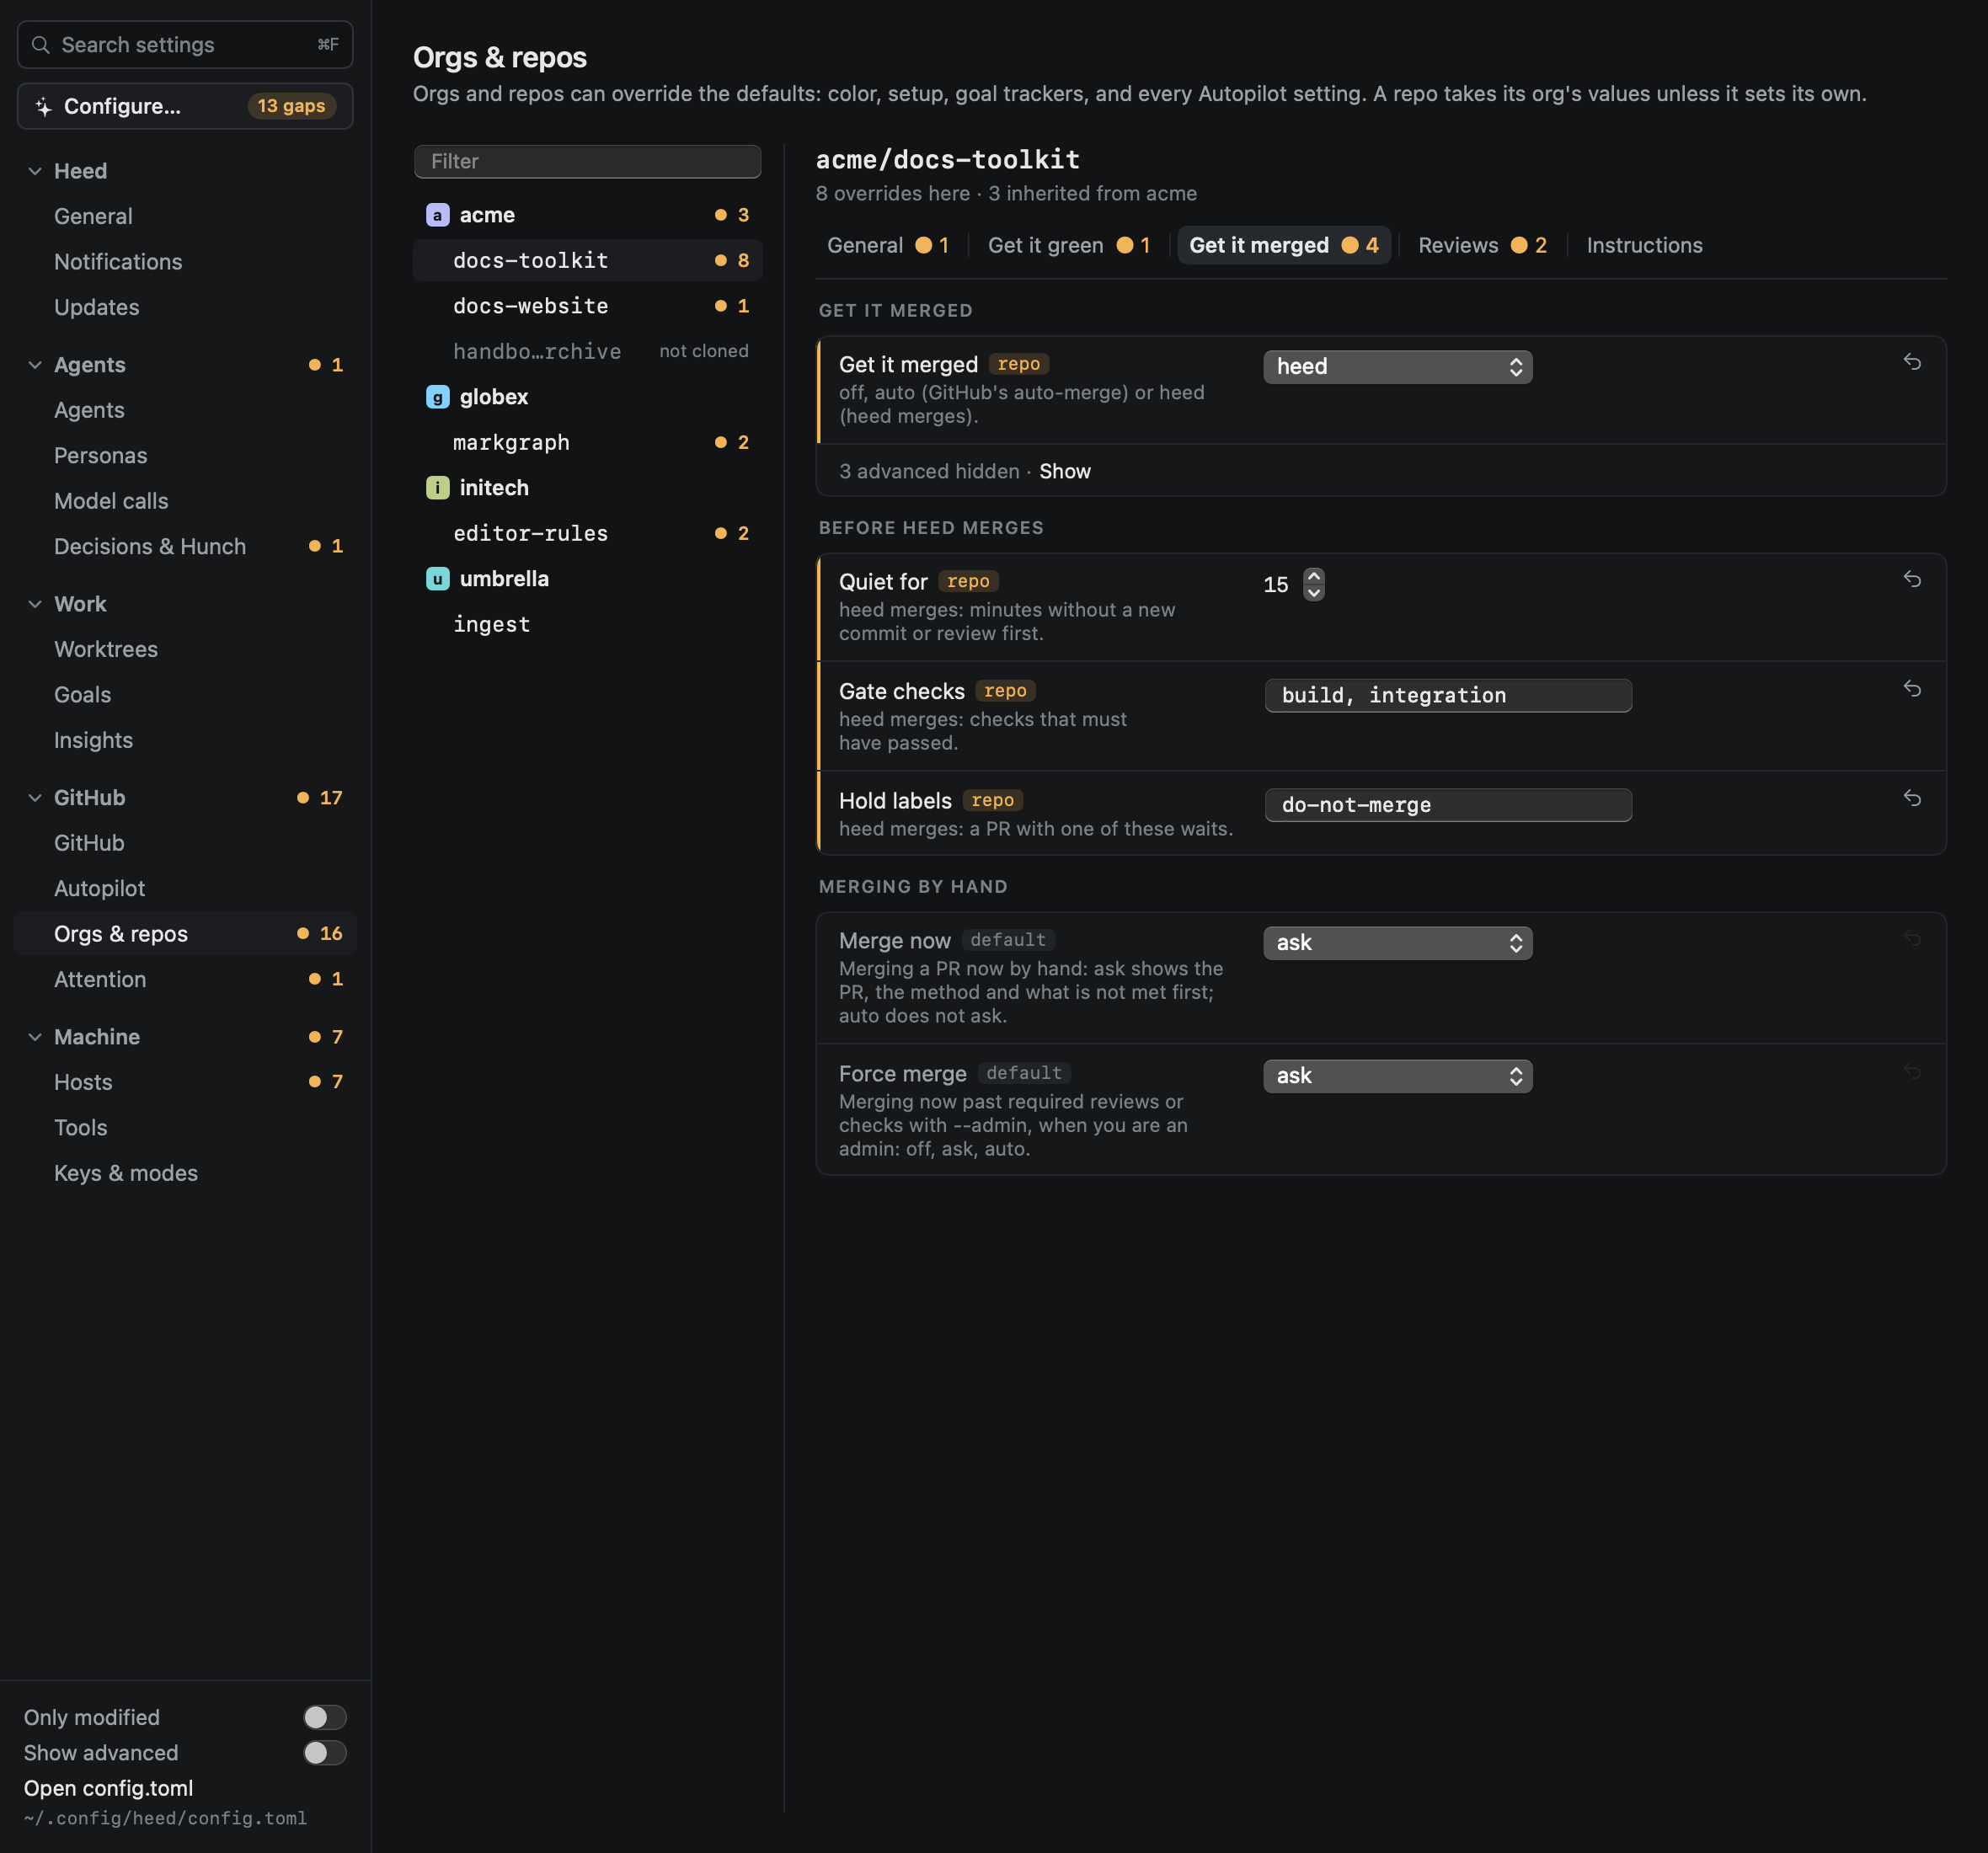 Search settings ⌘F
Configure... 13 gaps
Heed
General
Notifications
Updates
Agents 1
Agents
Personas
Model calls
Decisions & Hunch 1
Work
Worktrees
Goals
Insights
GitHub 17
GitHub
Autopilot
Orgs & repos 16
Attention 1
Machine 7
Hosts 7
Tools
Keys & modes
Only modified
Show advanced
Open config.toml
~/.config/heed/config.toml
Orgs & repos
Orgs and repos can override the defaults: color, setup, goal trackers, and every Autopilot setting. A repo takes its org's values unless it sets its own.
Filter
a acme 3
docs-toolkit 8
docs-website 1
handbo…rchive not cloned
g globex
markgraph 2
i initech
editor-rules 2
u umbrella
ingest
acme/docs-toolkit
8 overrides here · 3 inherited from acme
General 1 Get it green 1 Get it merged 4 Reviews 2 Instructions
GET IT MERGED
Get it merged repo heed
off, auto (GitHub's auto-merge) or heed
(heed merges).
3 advanced hidden · Show
BEFORE HEED MERGES
Quiet for repo 15
heed merges: minutes without a new
commit or review first.
Gate checks repo build, integration
heed merges: checks that must
have passed.
Hold labels repo do-not-merge
heed merges: a PR with one of these waits.
MERGING BY HAND
Merge now default ask
Merging a PR now by hand: ask shows the
PR, the method and what is not met first;
auto does not ask.
Force merge default ask
Merging now past required reviews or
checks with --admin, when you are an
admin: off, ask, auto.